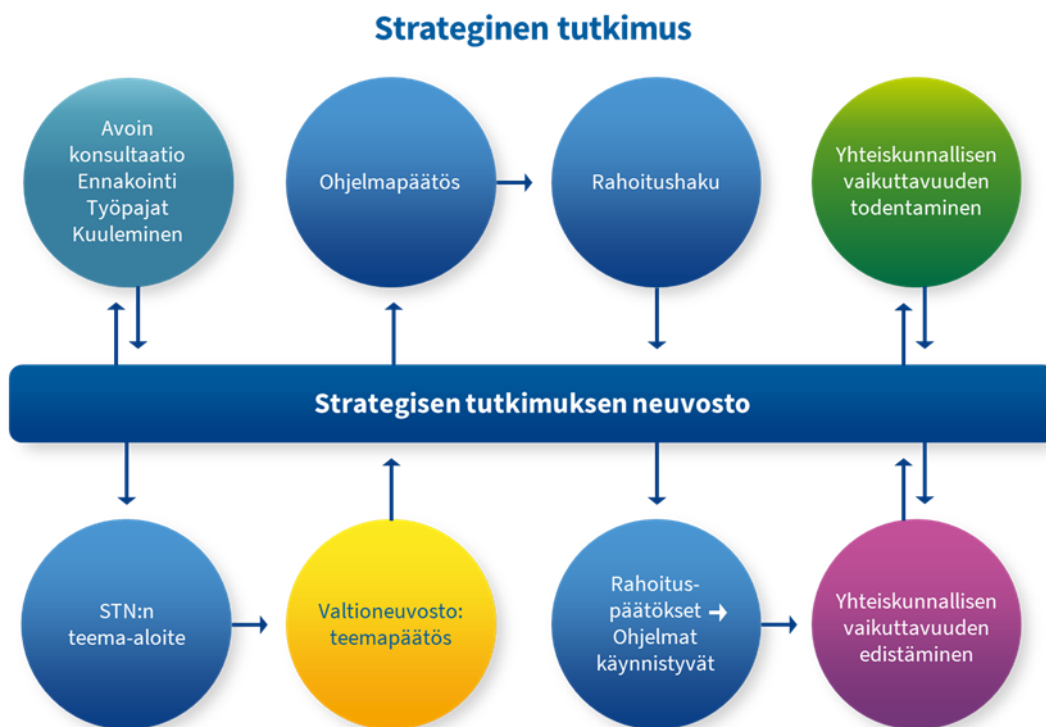 Strateginen tutkimus
Avoin
konsultaatio
Ennakointi
Työpajat
Kuuleminen
Ohjelmapäätös
Rahoitushaku
Yhteiskunnallisen
vaikuttavuuden
todentaminen
Strategisen tutkimuksen neuvosto
STN:n
teema-aloite
Valtioneuvosto:
teemapäätös
Rahoitus-
päätökset →
Ohjelmat
käynnistyvät
Yhteiskunnallisen
vaikuttavuuden
edistäminen